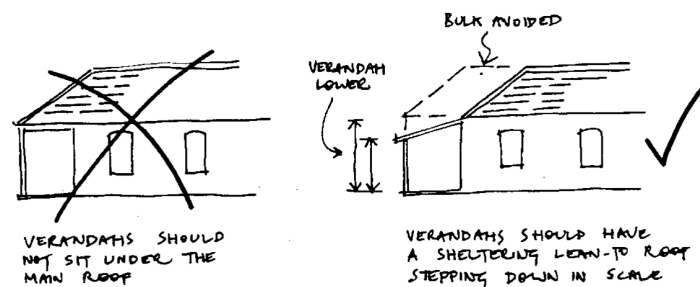 BULK AVOIDED
VERANDAH
LOWER
VERANDAHS SHOULD
NOT SIT UNDER THE
MAIN ROOF
VERANDAHS SHOULD HAVE
A SHELTERING LEAN-TO ROOF
STEPPING DOWN IN SCALE